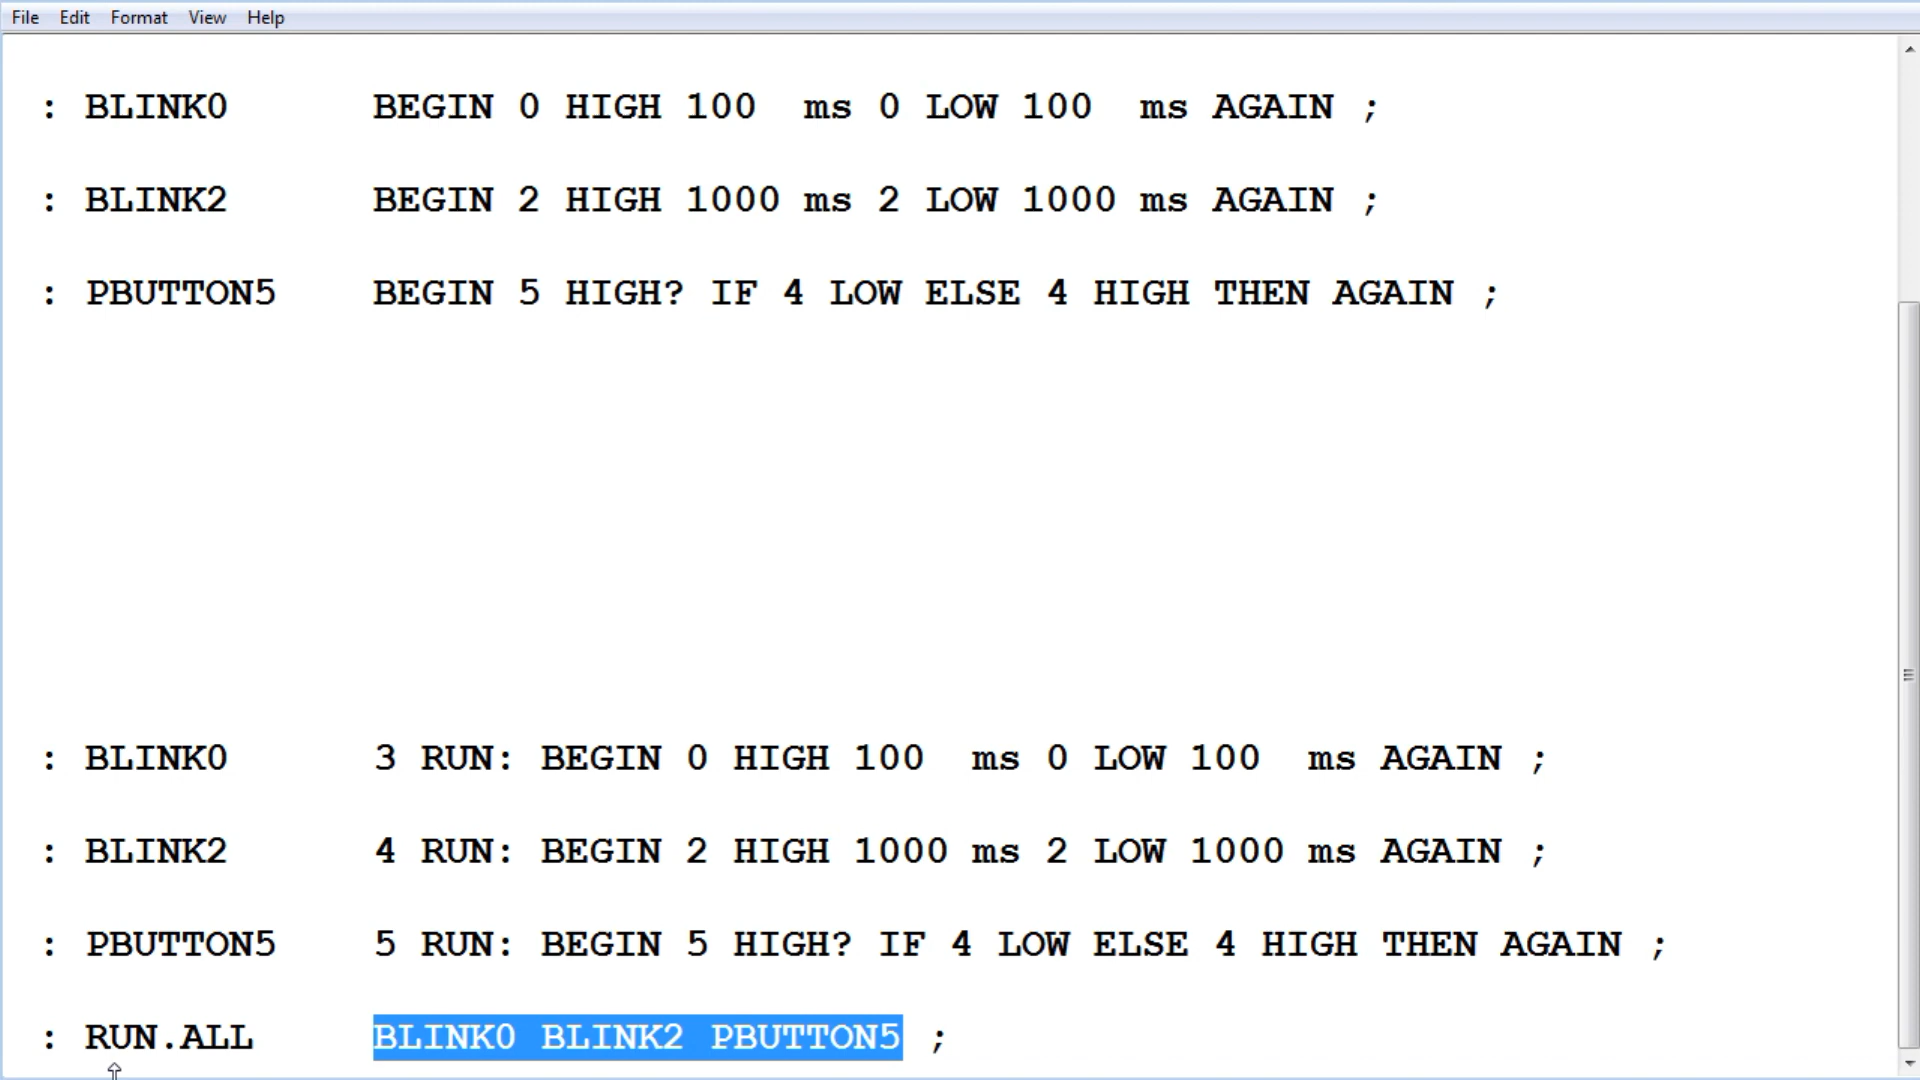 File Edit Format View Help
: BLINK0 BEGIN 0 HIGH 100 ms 0 LOW 100 ms AGAIN ;
: BLINK2 BEGIN 2 HIGH 1000 ms 2 LOW 1000 ms AGAIN ;
: PBUTTON5 BEGIN 5 HIGH? IF 4 LOW ELSE 4 HIGH THEN AGAIN ;
: BLINK0 3 RUN: BEGIN 0 HIGH 100 ms 0 LOW 100 ms AGAIN ;
: BLINK2 4 RUN: BEGIN 2 HIGH 1000 ms 2 LOW 1000 ms AGAIN ;
: PBUTTON5 5 RUN: BEGIN 5 HIGH? IF 4 LOW ELSE 4 HIGH THEN AGAIN ;
: RUN.ALL BLINK0 BLINK2 PBUTTON5 ;